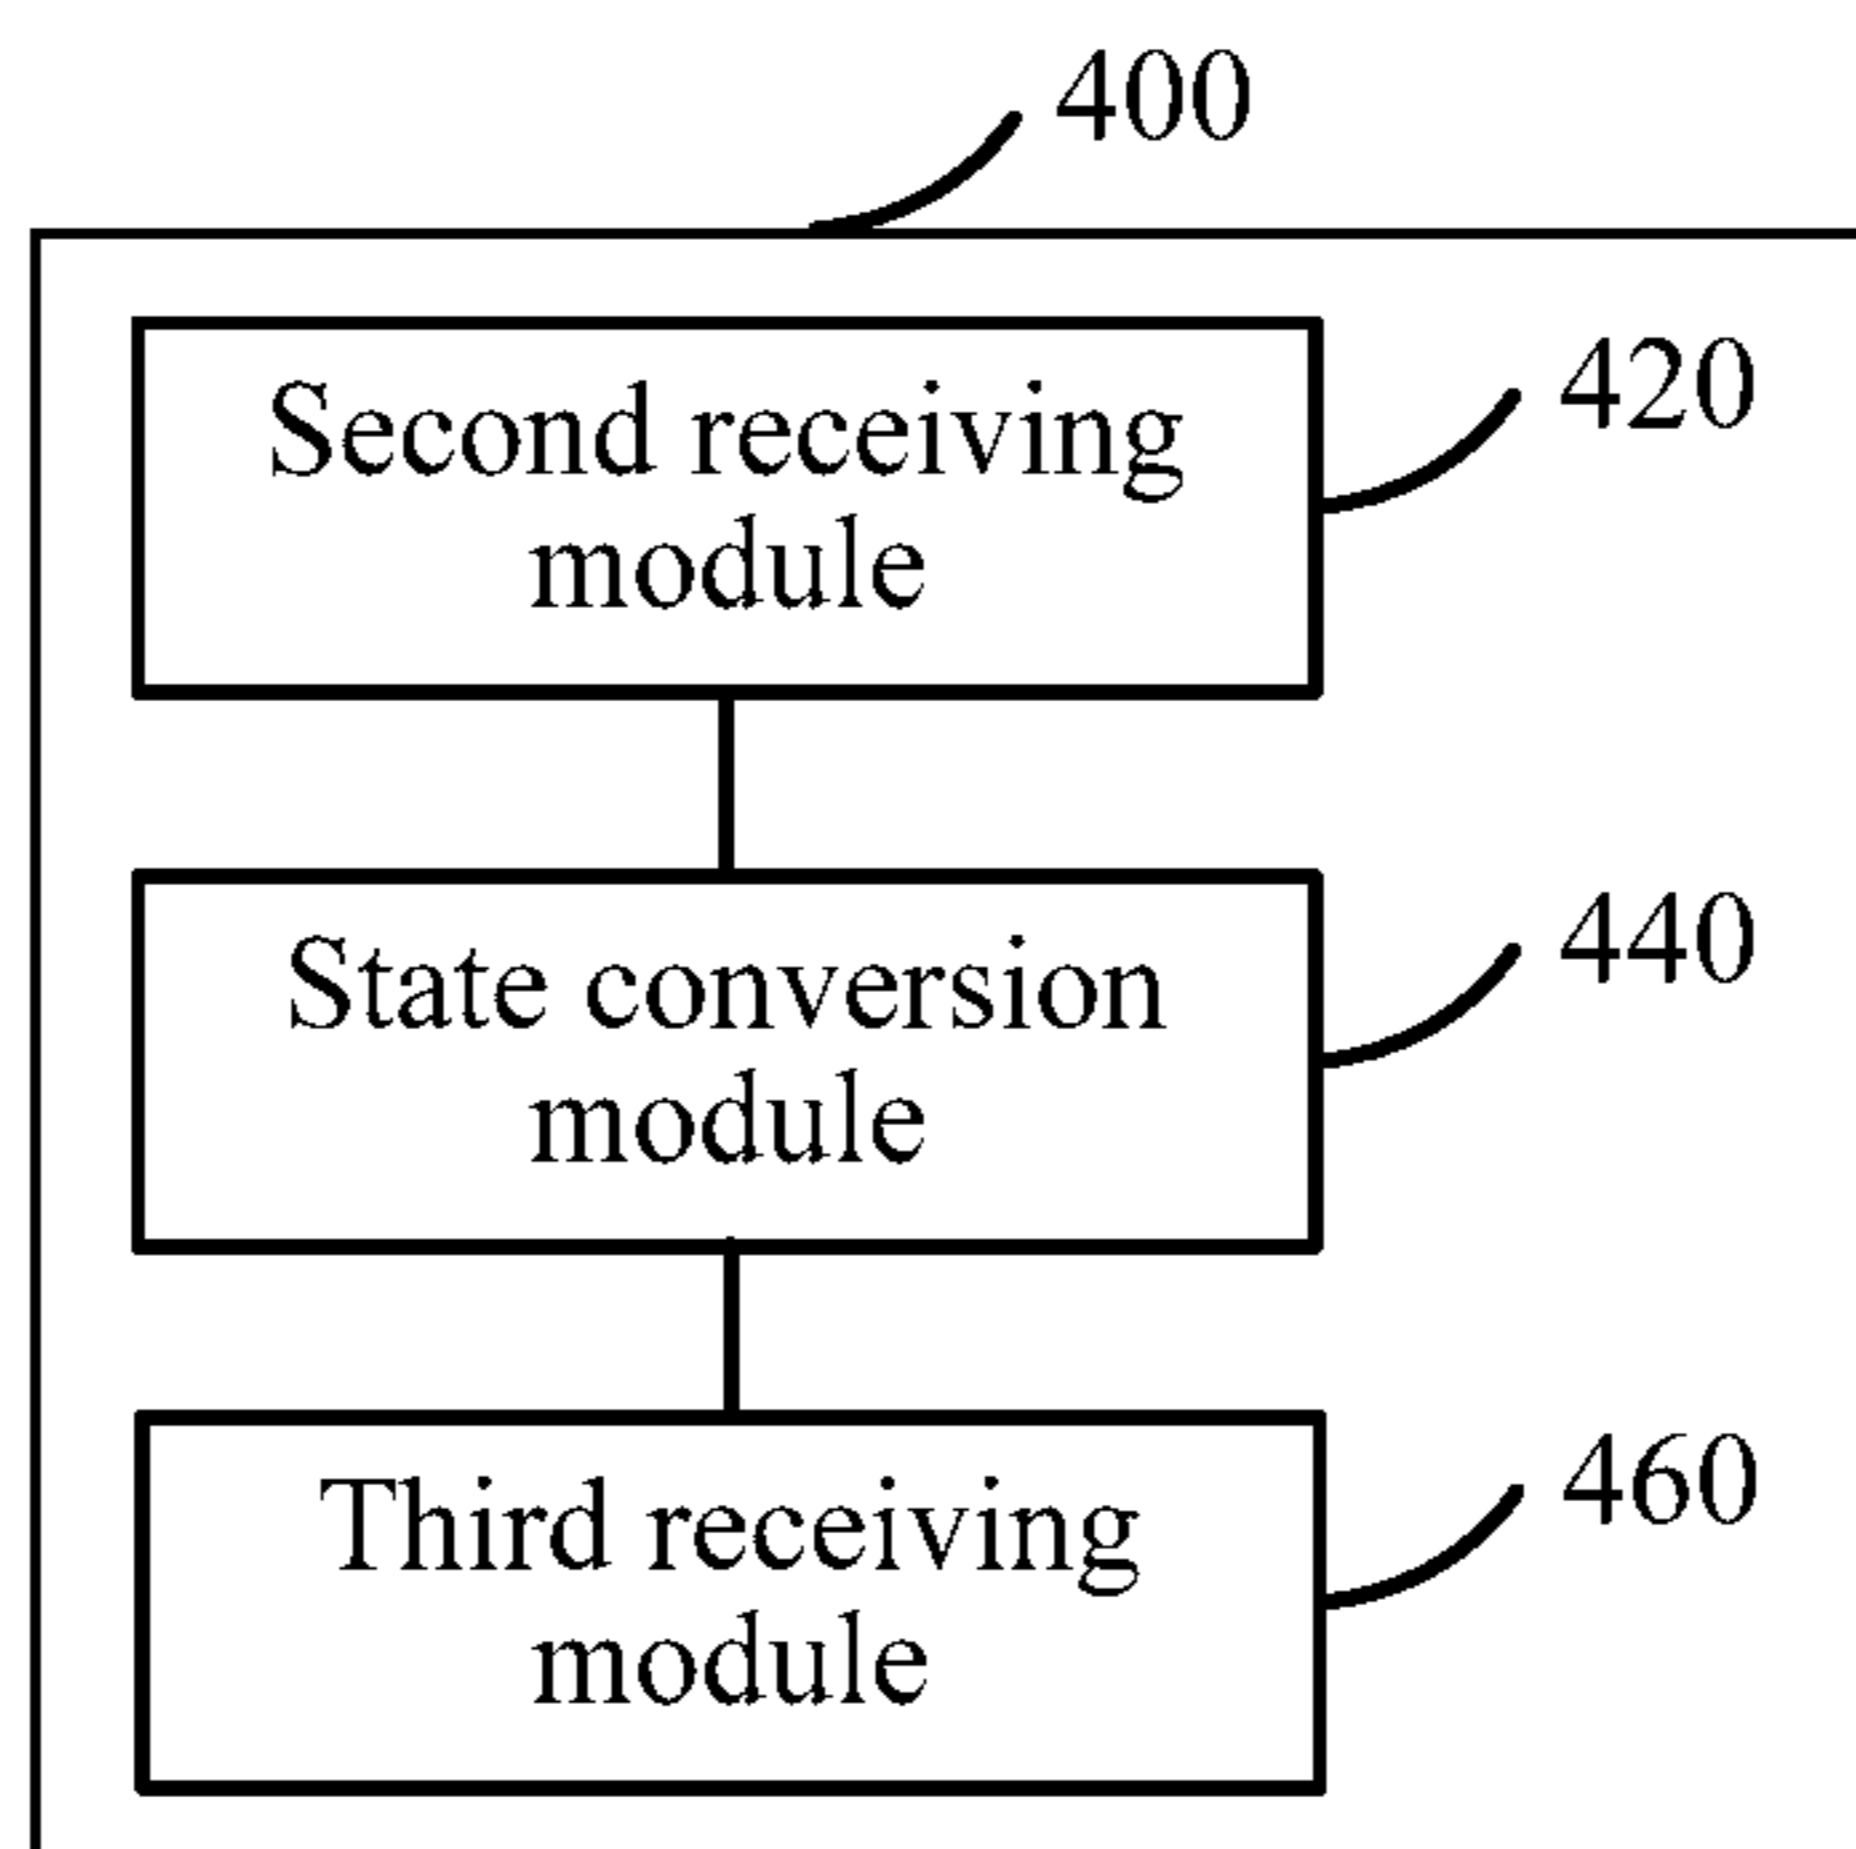 400
Second receiving
module
420
State conversion
module
440
Third receiving
module
460